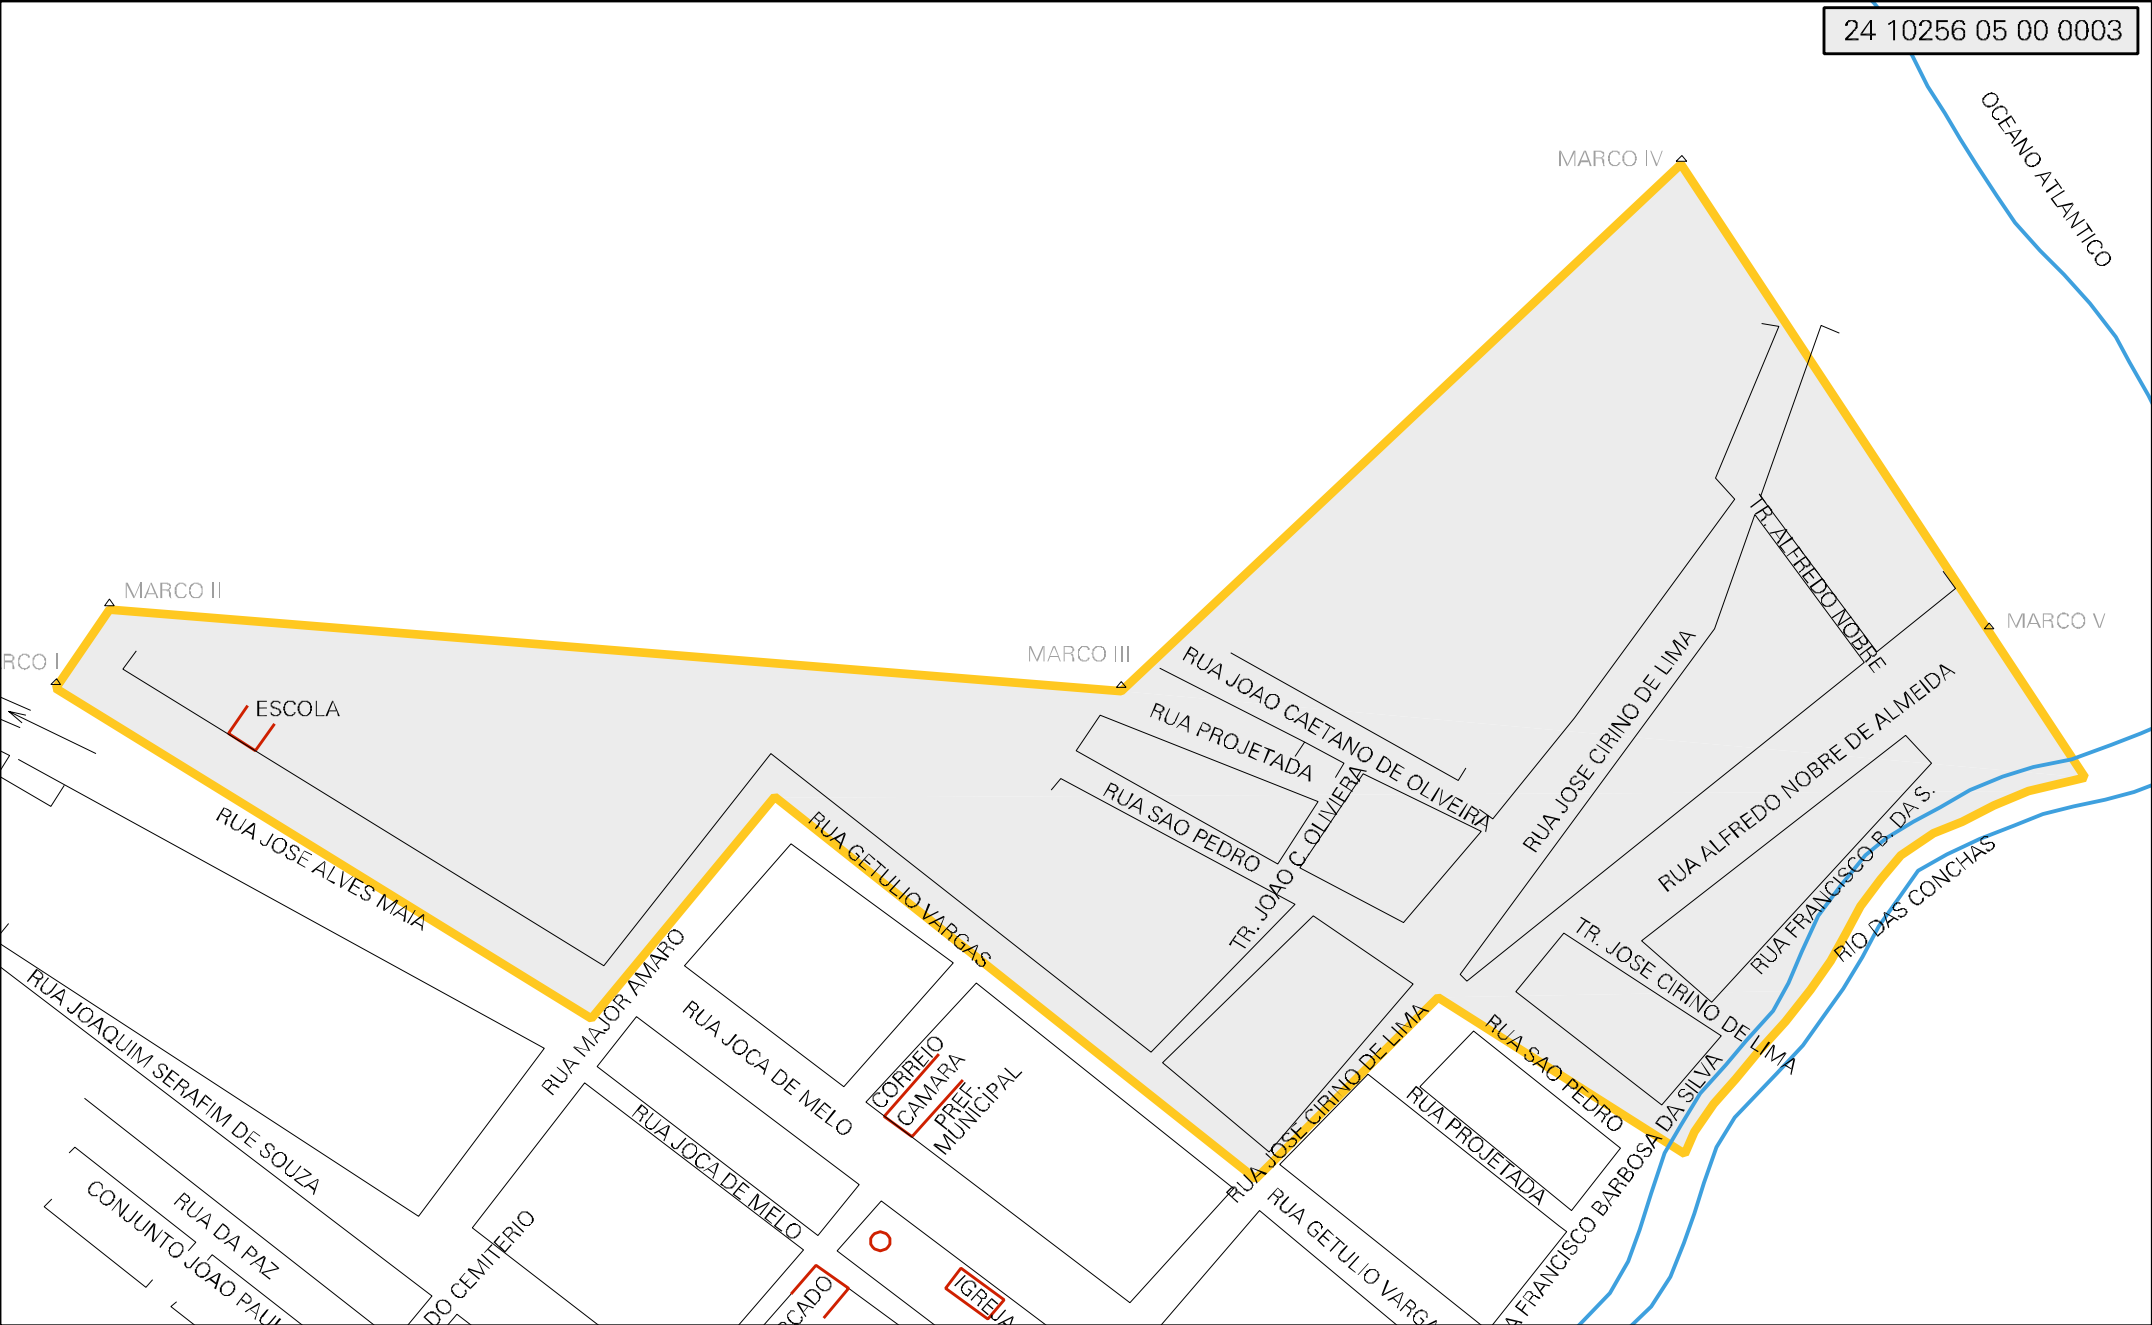 24 10256 05 00 0003
OCEANO ATLANTICO
MARCO IV
MARCO II
MARCO V
MARCO III
RCO I
ESCOLA
TR. ALFREDO NOBRE
RUA JOAO CAETANO DE OLIVEIRA
RUA JOSE CIRINO DE LIMA
RUA PROJETADA
RUA ALFREDO NOBRE DE ALMEIDA
RUA SAO PEDRO
TR. JOAO C. OLIVIERA
RUA FRANCISCO B. DA S.
RUA JOSE ALVES MAIA
RUA GETULIO VARGAS
RIO DAS CONCHAS
TR. JOSE CIRINO DE LIMA
RUA MAJOR AMARO
RUA JOAQUIM SERAFIM DE SOUZA
RUA JOCA DE MELO
CORREIO
CAMARA
PREF.
MUNICIPAL
RUA JOSE CIRINO DE LIMA
RUA SAO PEDRO
RUA PROJETADA
RUA JOCA DE MELO
A FRANCISCO BARBOSA DA SILVA
RUA DA PAZ
CONJUNTO JOAO PAUL
DO CEMITERIO
RUA GETULIO VARGA
IGREJA
CADO